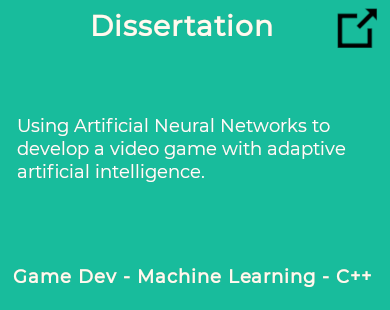 Dissertation
Using Artificial Neural Networks to
develop a video game with adaptive
artificial intelligence.
Game Dev - Machine Learning - C++